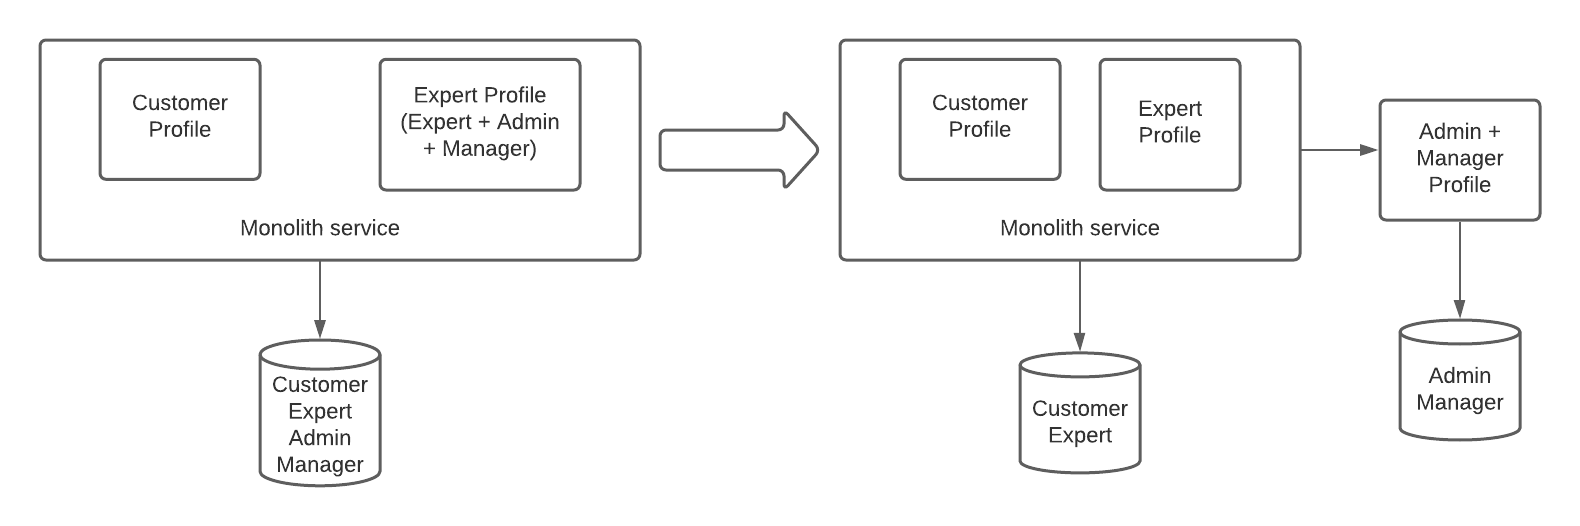 Customer
Profile
Expert Profile
(Expert + Admin
+ Manager)
Monolith service
Customer
Expert
Admin
Manager
Customer
Profile
Expert
Profile
Monolith service
Admin +
Manager
Profile
Customer
Expert
Admin
Manager